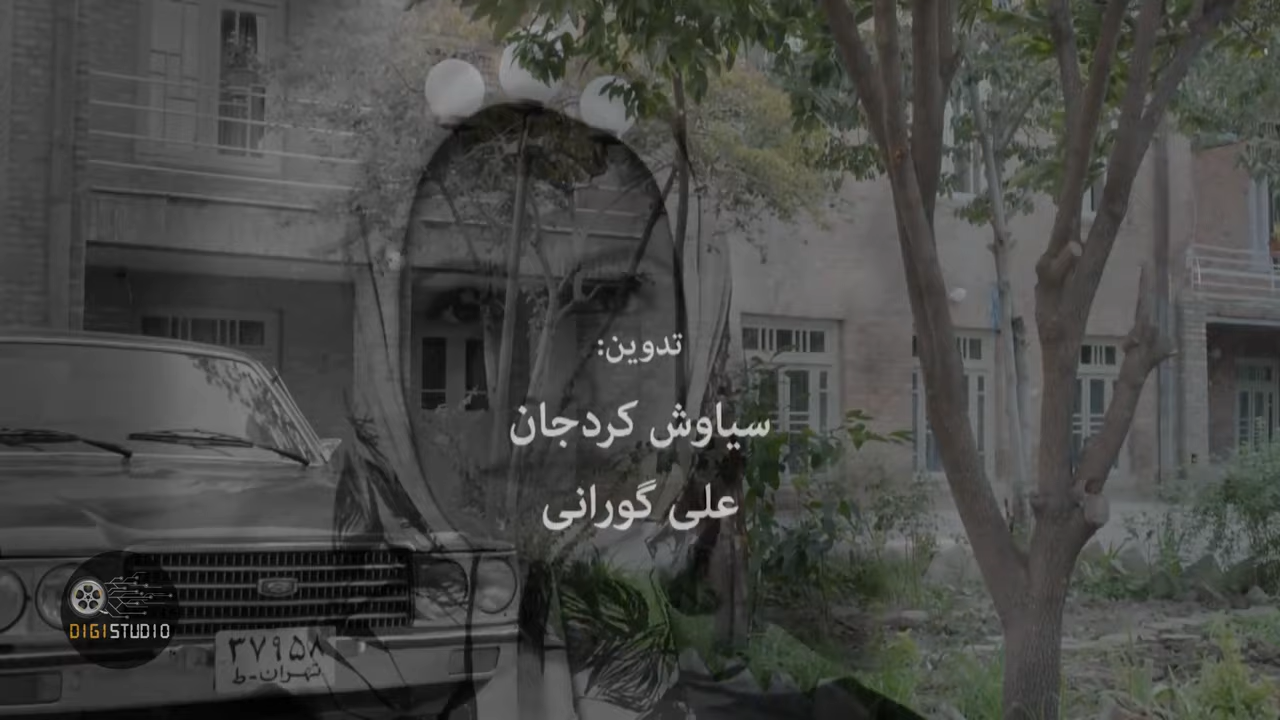 تدوین:
سیاوش کردجان
علی گورانی
DIGISTUDIO
۳۷۹۵۸
تهران-ط